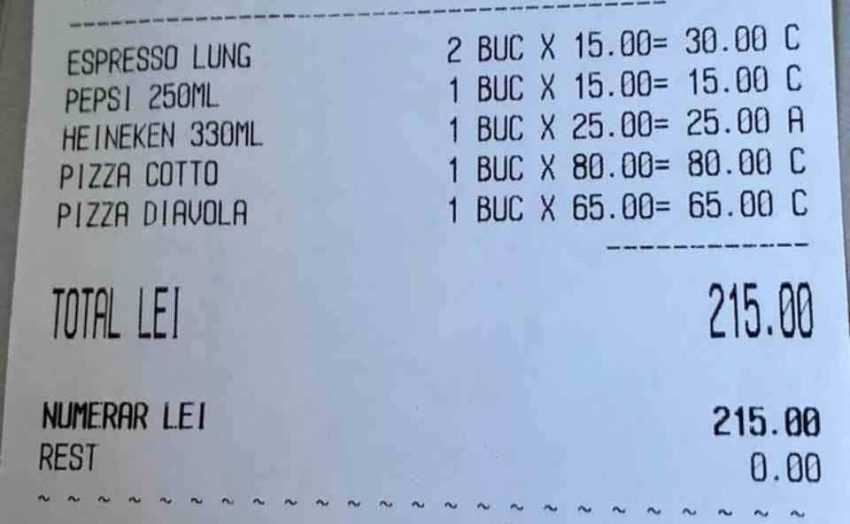 ESPRESSO LUNG 2 BUC X 15.00= 30.00 C
PEPSI 250ML 1 BUC X 15.00= 15.00 C
HEINEKEN 330ML 1 BUC X 25.00= 25.00 A
PIZZA COTTO 1 BUC X 80.00= 80.00 C
PIZZA DIAVOLA 1 BUC X 65.00= 65.00 C
TOTAL LEI 215.00
NUMERAR LEI 215.00
REST 0.00